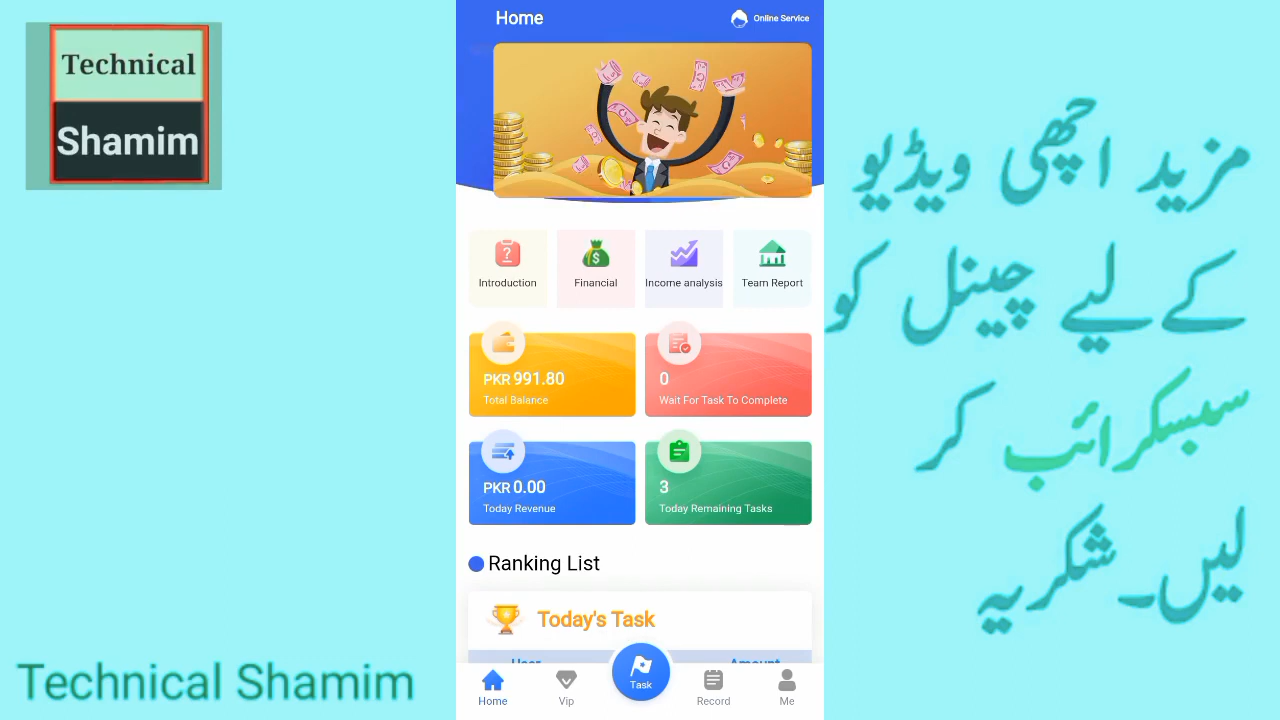 Technical
Shamim
Home
Online Service
Introduction
Financial
Income analysis
Team Report
PKR 991.80
Total Balance
0
Wait For Task To Complete
PKR 0.00
Today Revenue
3
Today Remaining Tasks
Ranking List
Today's Task
User
Amount
Home
Vip
Task
Record
Me
مزید اچھی ویڈیو
کے لیے چینل کو
سبسکرائب کر
لیں۔ شکریہ
Technical Shamim